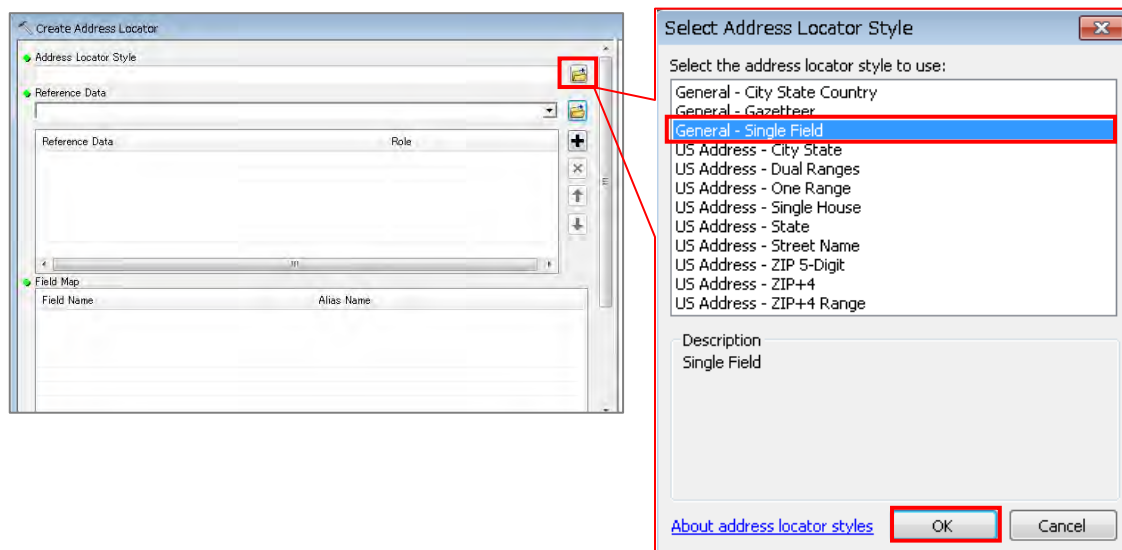 Create Address Locator
Address Locator Style
Reference Data
Reference Data Role
Field Map
Field Name Alias Name
Select Address Locator Style
Select the address locator style to use:
General - City State Country
General - Gazetteer
General - Single Field
US Address - City State
US Address - Dual Ranges
US Address - One Range
US Address - Single House
US Address - State
US Address - Street Name
US Address - ZIP 5-Digit
US Address - ZIP+4
US Address - ZIP+4 Range
Description
Single Field
About address locator styles OK Cancel